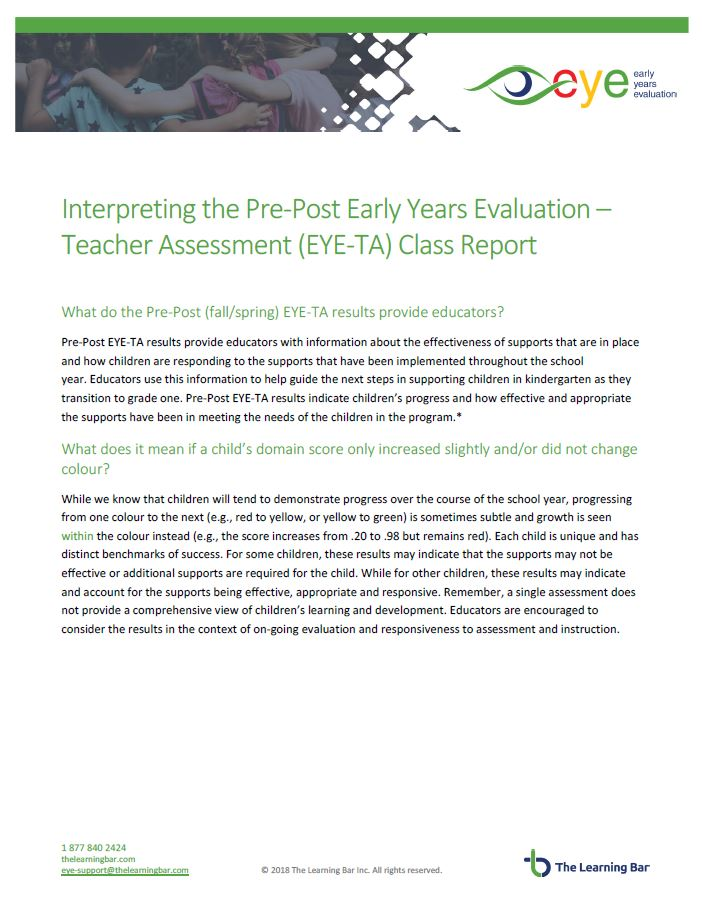 eye
early
years
evaluation
Interpreting the Pre-Post Early Years Evaluation –
Teacher Assessment (EYE-TA) Class Report
What do the Pre-Post (fall/spring) EYE-TA results provide educators?
Pre-Post EYE-TA results provide educators with information about the effectiveness of supports that are in place
and how children are responding to the supports that have been implemented throughout the school
year. Educators use this information to help guide the next steps in supporting children in kindergarten as they
transition to grade one. Pre-Post EYE-TA results indicate children's progress and how effective and appropriate
the supports have been in meeting the needs of the children in the program.*
What does it mean if a child's domain score only increased slightly and/or did not change
colour?
While we know that children will tend to demonstrate progress over the course of the school year, progressing
from one colour to the next (e.g., red to yellow, or yellow to green) is sometimes subtle and growth is seen
within the colour instead (e.g., the score increases from .20 to .98 but remains red). Each child is unique and has
distinct benchmarks of success. For some children, these results may indicate that the supports may not be
effective or additional supports are required for the child. While for other children, these results may indicate
and account for the supports being effective, appropriate and responsive. Remember, a single assessment does
not provide a comprehensive view of children's learning and development. Educators are encouraged to
consider the results in the context of on-going evaluation and responsiveness to assessment and instruction.
1 877 840 2424
thelearningbar.com
eye-support@thelearningbar.com
© 2018 The Learning Bar Inc. All rights reserved.
The Learning Bar